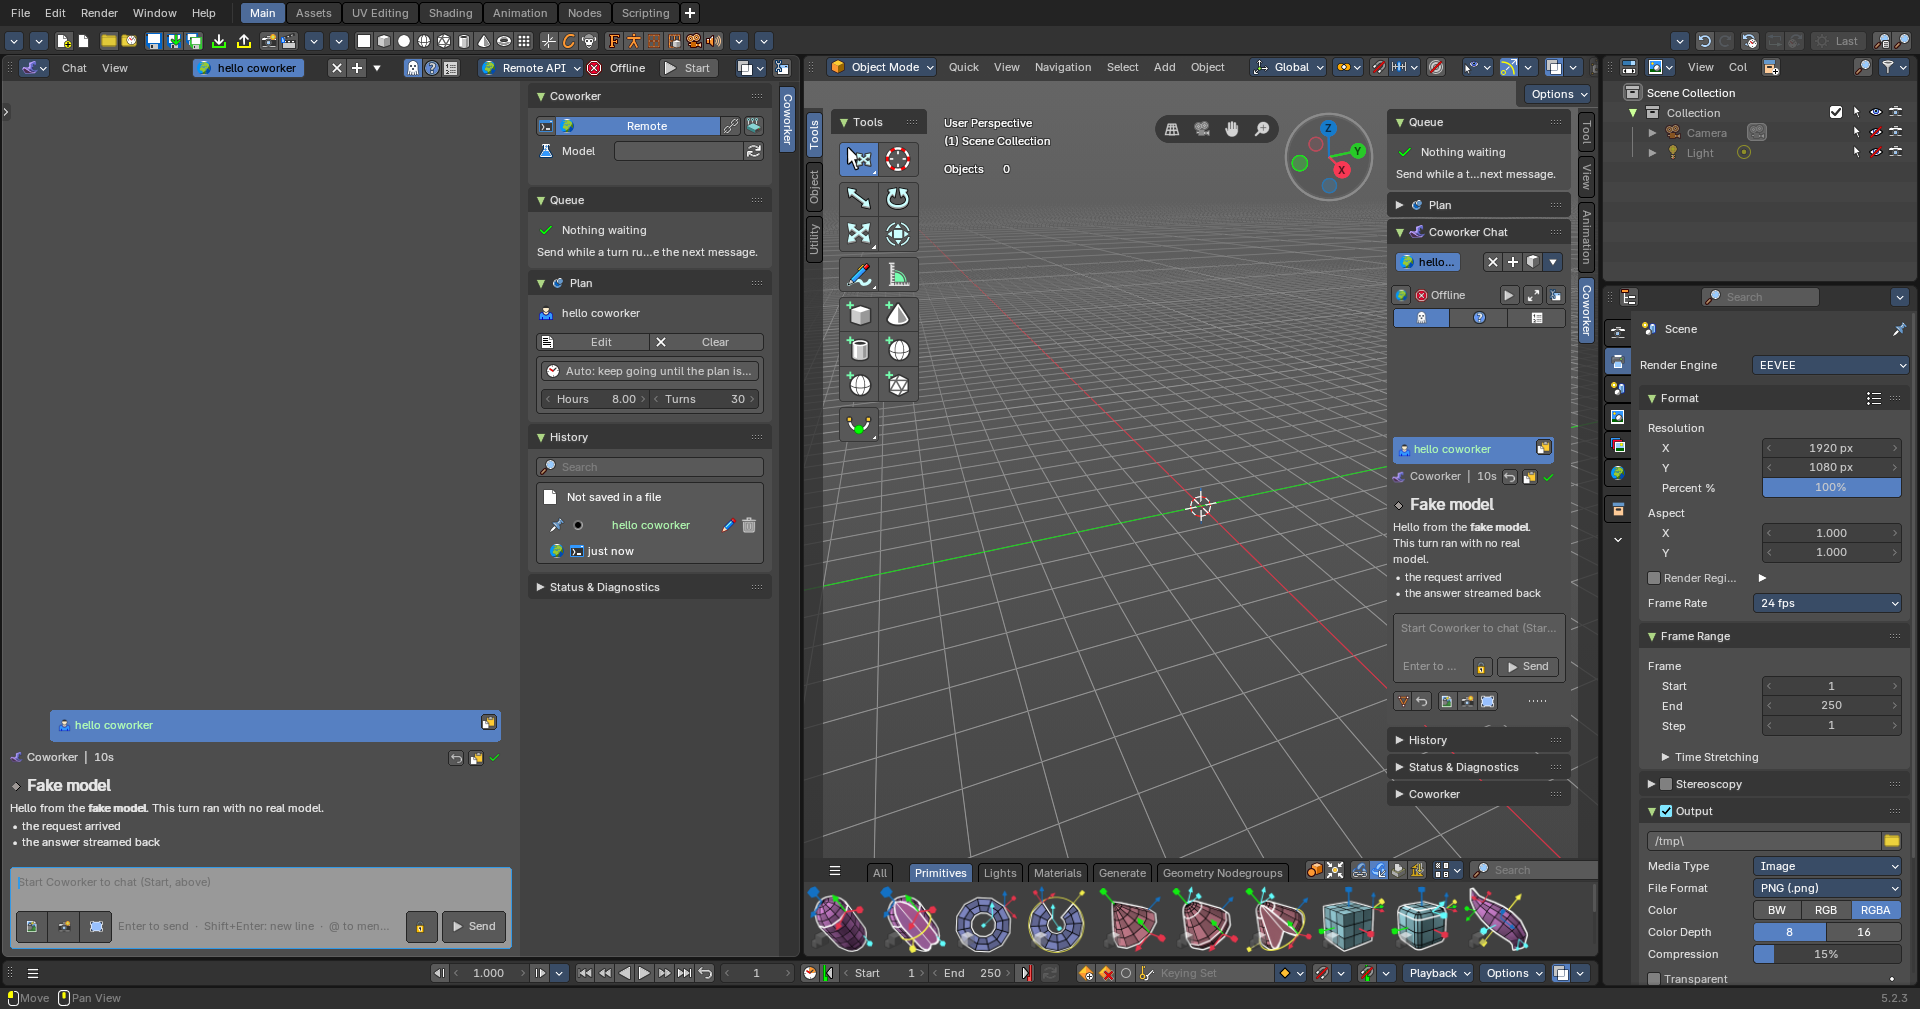 File Edit Render Window Help Main Assets UV Editing Shading Animation Nodes Scripting
Last
Chat View hello coworker Remote API Offline Start
Coworker
Remote
Model
Queue
Nothing waiting
Send while a turn ru...e the next message.
Plan
hello coworker
Edit Clear
Auto: keep going until the plan is...
Hours 8.00 Turns 30
History
Search
Not saved in a file
hello coworker
just now
Status & Diagnostics
Coworker
hello coworker
Coworker | 10s
Fake model
Hello from the fake model. This turn ran with no real model.
• the request arrived
• the answer streamed back
Start Coworker to chat (Start, above)
Enter to send · Shift+Enter: new line · @ to men...
Send
Object Mode Quick View Navigation Select Add Object Global
Options
Tools
Object
Utility
Tools
User Perspective
(1) Scene Collection
Objects 0
Z
Y
X
Queue
Nothing waiting
Send while a t...next message.
Plan
Coworker Chat
hello...
Offline
hello coworker
Coworker | 10s
Fake model
Hello from the fake model.
This turn ran with no real
model.
• the request arrived
• the answer streamed back
Start Coworker to chat (Star...
Enter to ... Send
History
Status & Diagnostics
Coworker
Tool
View
Animation
Coworker
All Primitives Lights Materials Generate Geometry Nodegroups Search
View Col
Scene Collection
Collection
Camera
Light
Search
Scene
Render Engine EEVEE
Format
Resolution
X 1920 px
Y 1080 px
Percent % 100%
Aspect
X 1.000
Y 1.000
Render Regi...
Frame Rate 24 fps
Frame Range
Frame
Start 1
End 250
Step 1
Time Stretching
Stereoscopy
Output
/tmp\
Media Type Image
File Format PNG (.png)
Color BW RGB RGBA
Color Depth 8 16
Compression 15%
Transparent
1.000 1 Start 1 End 250 Keying Set Playback Options
Move Pan View
5.2.3